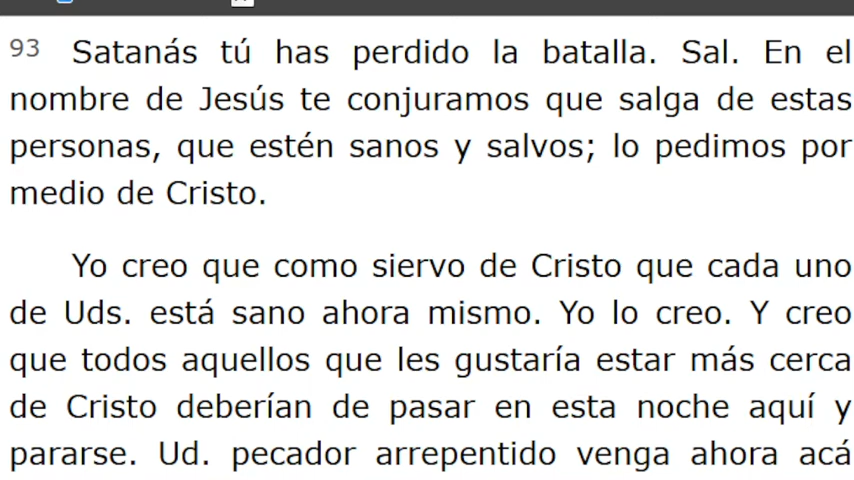 93 Satanás tú has perdido la batalla. Sal. En el
nombre de Jesús te conjuramos que salga de estas
personas, que estén sanos y salvos; lo pedimos por
medio de Cristo.
Yo creo que como siervo de Cristo que cada uno
de Uds. está sano ahora mismo. Yo lo creo. Y creo
que todos aquellos que les gustaría estar más cerca
de Cristo deberían de pasar en esta noche aquí y
pararse. Ud. pecador arrepentido venga ahora acá